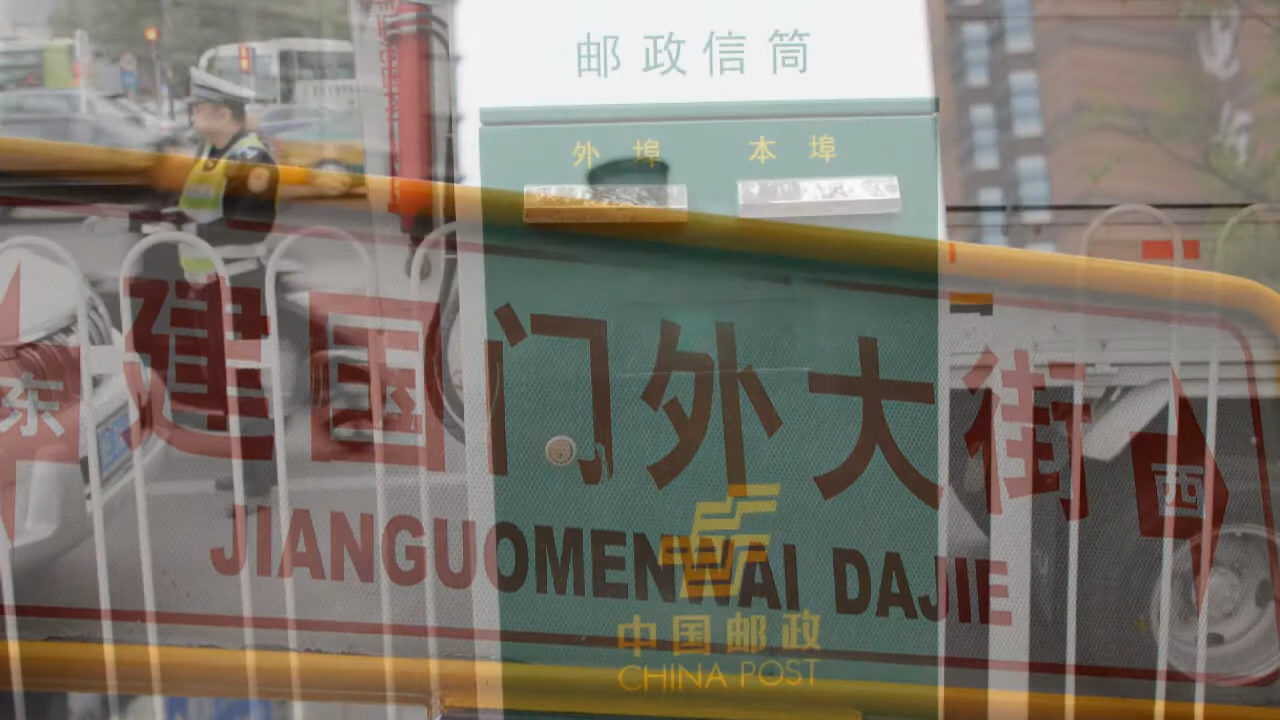 邮政信筒
外埠 本埠
东 建国门外大街 西
JIANGUOMENWAI DAJIE
中国邮政
CHINA POST